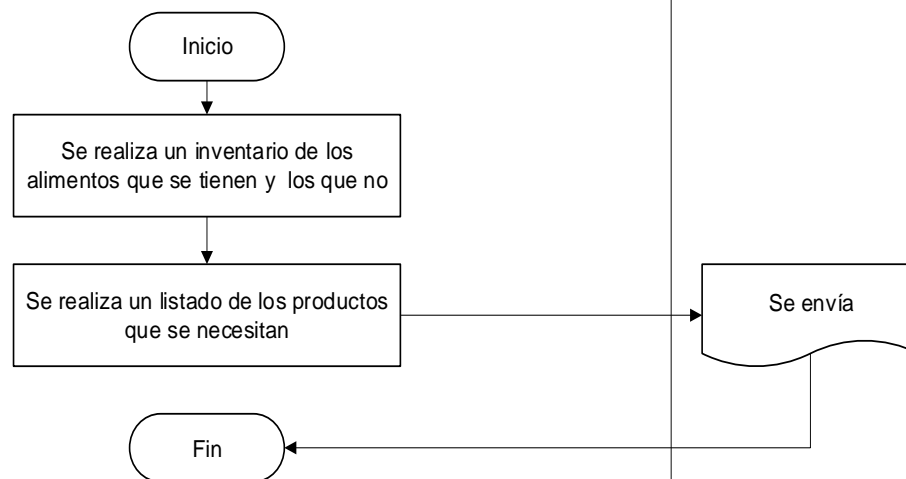 Inicio
Se realiza un inventario de los
alimentos que se tienen y los que no
Se realiza un listado de los productos
que se necesitan
Se envía
Fin